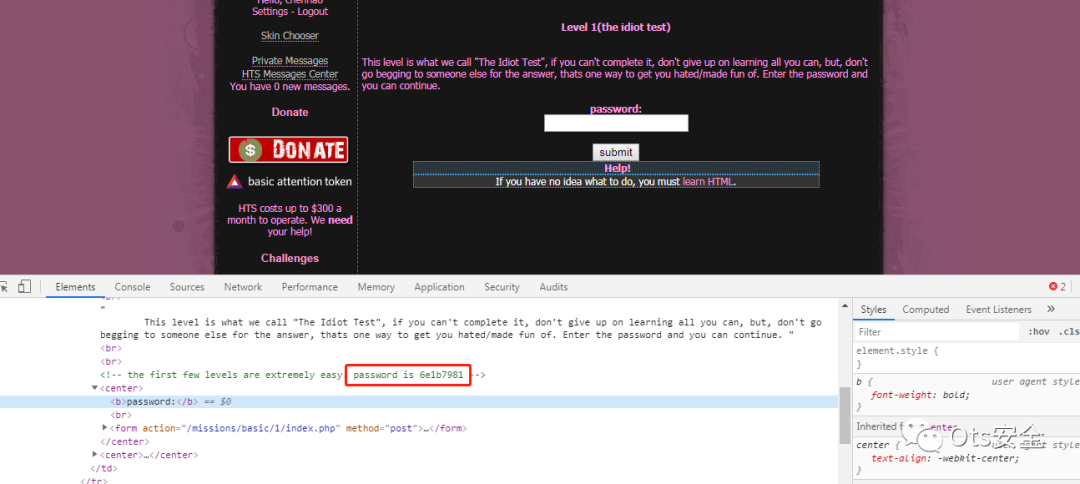 Hello, chennao
Settings - Logout
Skin Chooser
Private Messages
HTS Messages Center
You have 0 new messages.
Donate
$ DONATE
basic attention token
HTS costs up to $300 a
month to operate. We need
your help!
Challenges
Level 1(the idiot test)
This level is what we call "The Idiot Test", if you can't complete it, don't give up on learning all you can, but, don't
go begging to someone else for the answer, thats one way to get you hated/made fun of. Enter the password and
you can continue.
password:
submit
Help!
If you have no idea what to do, you must learn HTML.
Elements Console Sources Network Performance Memory Application Security Audits 2
"
This level is what we call "The Idiot Test", if you can't complete it, don't give up on learning all you can, but, don't go
begging to someone else for the answer, thats one way to get you hated/made fun of. Enter the password and you can continue. "
<br>
<br>
<!-- the first few levels are extremely easy: password is 6e1b7981 -->
<center>
<b>password:</b> == $0
<br>
<form action="/missions/basic/1/index.php" method="post">…</form>
</center>
<center>…</center>
</td>
</tr>
Styles Computed Event Listeners »
Filter :hov .cls
element.style {
}
b { user agent style
font-weight: bold;
}
Inherited center
center { user agent style
text-align: -webkit-center;
}
Ots安全